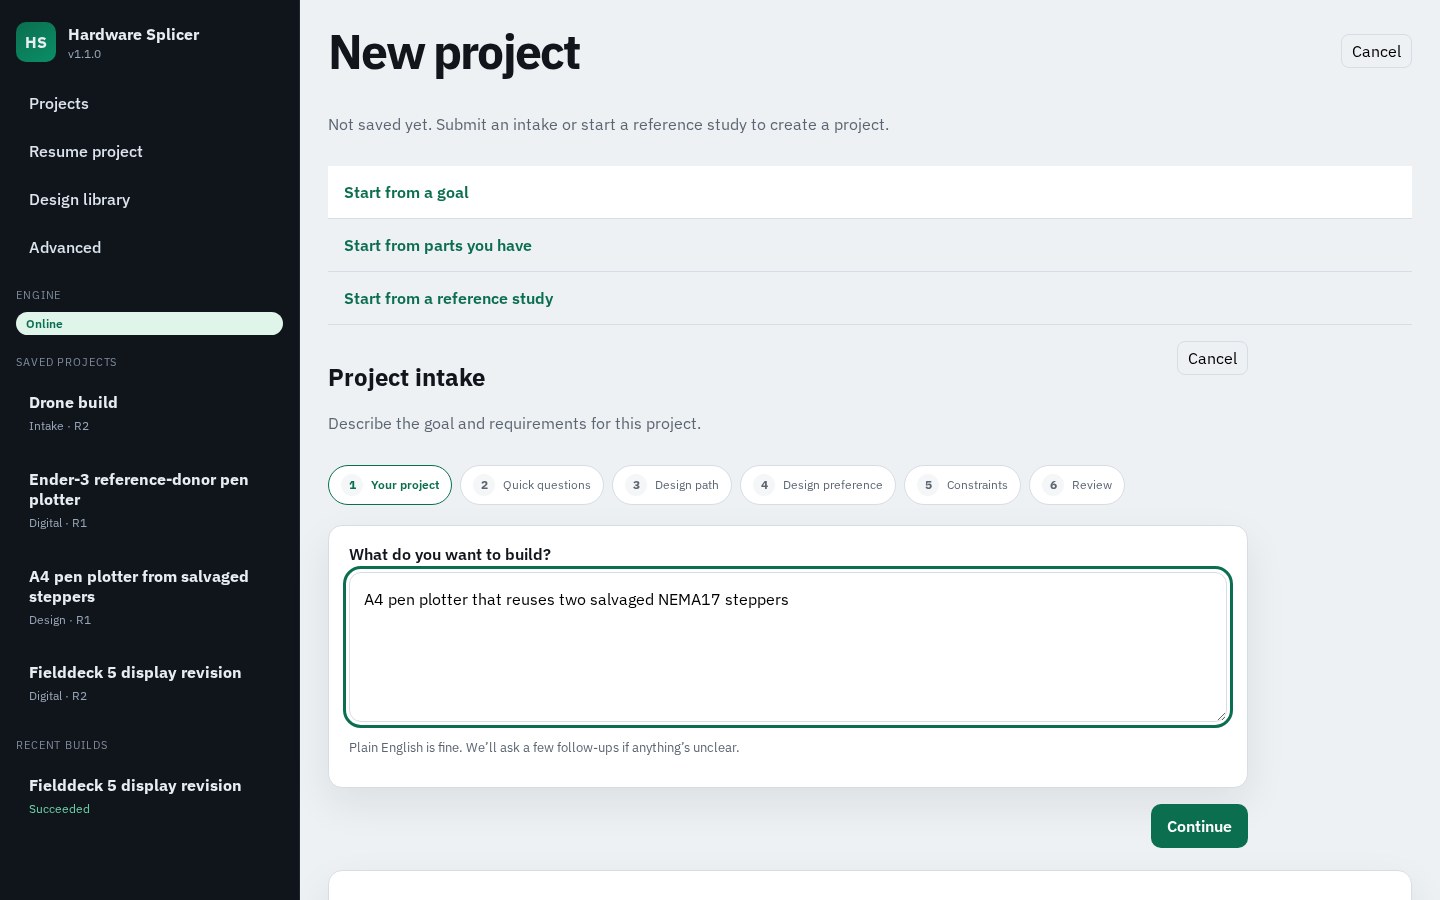 HS
Hardware Splicer
v1.1.0
Projects
Resume project
Design library
Advanced
ENGINE
Online
SAVED PROJECTS
Drone build
Intake · R2
Ender-3 reference-donor pen
plotter
Digital · R1
A4 pen plotter from salvaged
steppers
Design · R1
Fielddeck 5 display revision
Digital · R2
RECENT BUILDS
Fielddeck 5 display revision
Succeeded
New project
Cancel
Not saved yet. Submit an intake or start a reference study to create a project.
Start from a goal
Start from parts you have
Start from a reference study
Cancel
Project intake
Describe the goal and requirements for this project.
1 Your project
2 Quick questions
3 Design path
4 Design preference
5 Constraints
6 Review
What do you want to build?
A4 pen plotter that reuses two salvaged NEMA17 steppers
Plain English is fine. We’ll ask a few follow-ups if anything’s unclear.
Continue